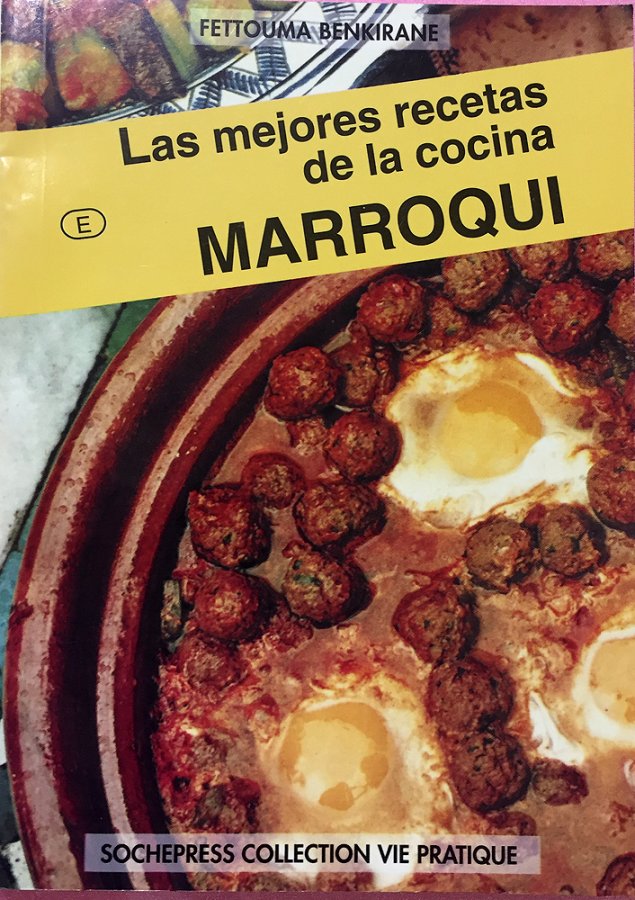 FETTOUMA BENKIRANE
Las mejores recetas
de la cocina
MARROQUI
E
SOCHEPRESS COLLECTION VIE PRATIQUE